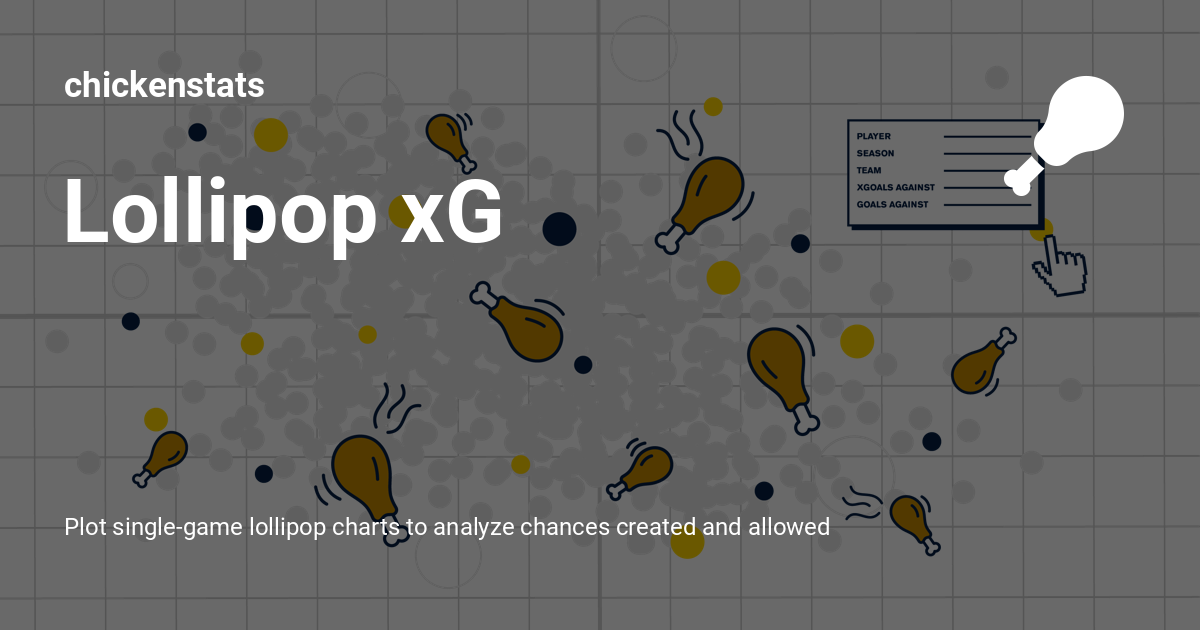 chickenstats
Lollipop xG
PLAYER
SEASON
TEAM
XGOALS AGAINST
GOALS AGAINST
Plot single-game lollipop charts to analyze chances created and allowed